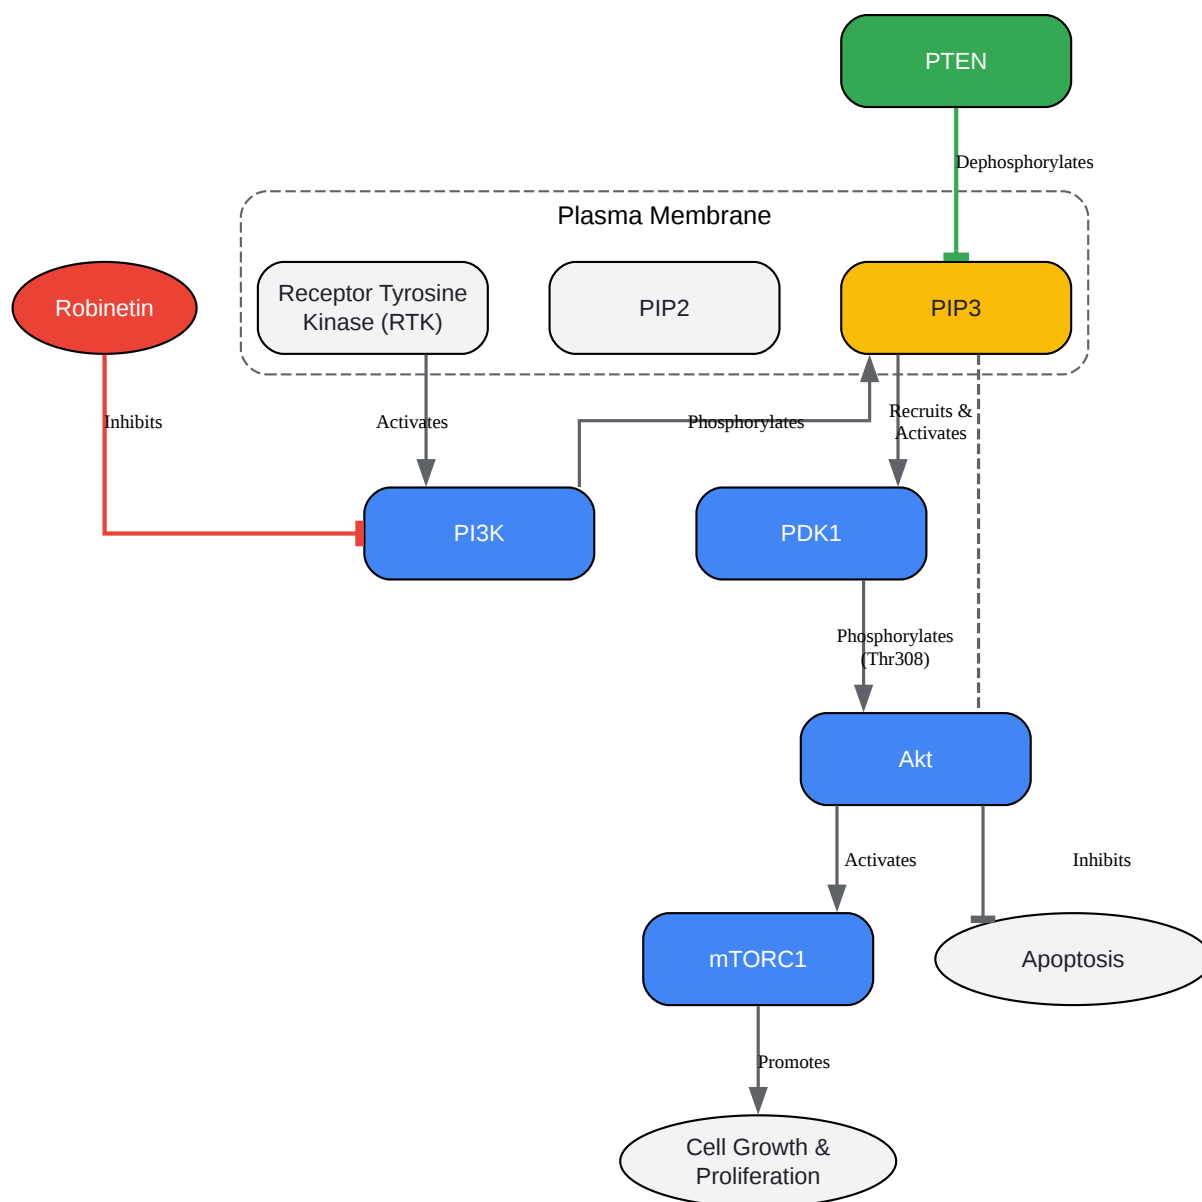 PTEN
Dephosphorylates
Plasma Membrane
Robinetin
Receptor Tyrosine
Kinase (RTK)
PIP2
PIP3
Inhibits
Activates
Phosphorylates
Recruits &
Activates
PI3K
PDK1
Phosphorylates
(Thr308)
Akt
Activates
Inhibits
mTORC1
Apoptosis
Promotes
Cell Growth &
Proliferation